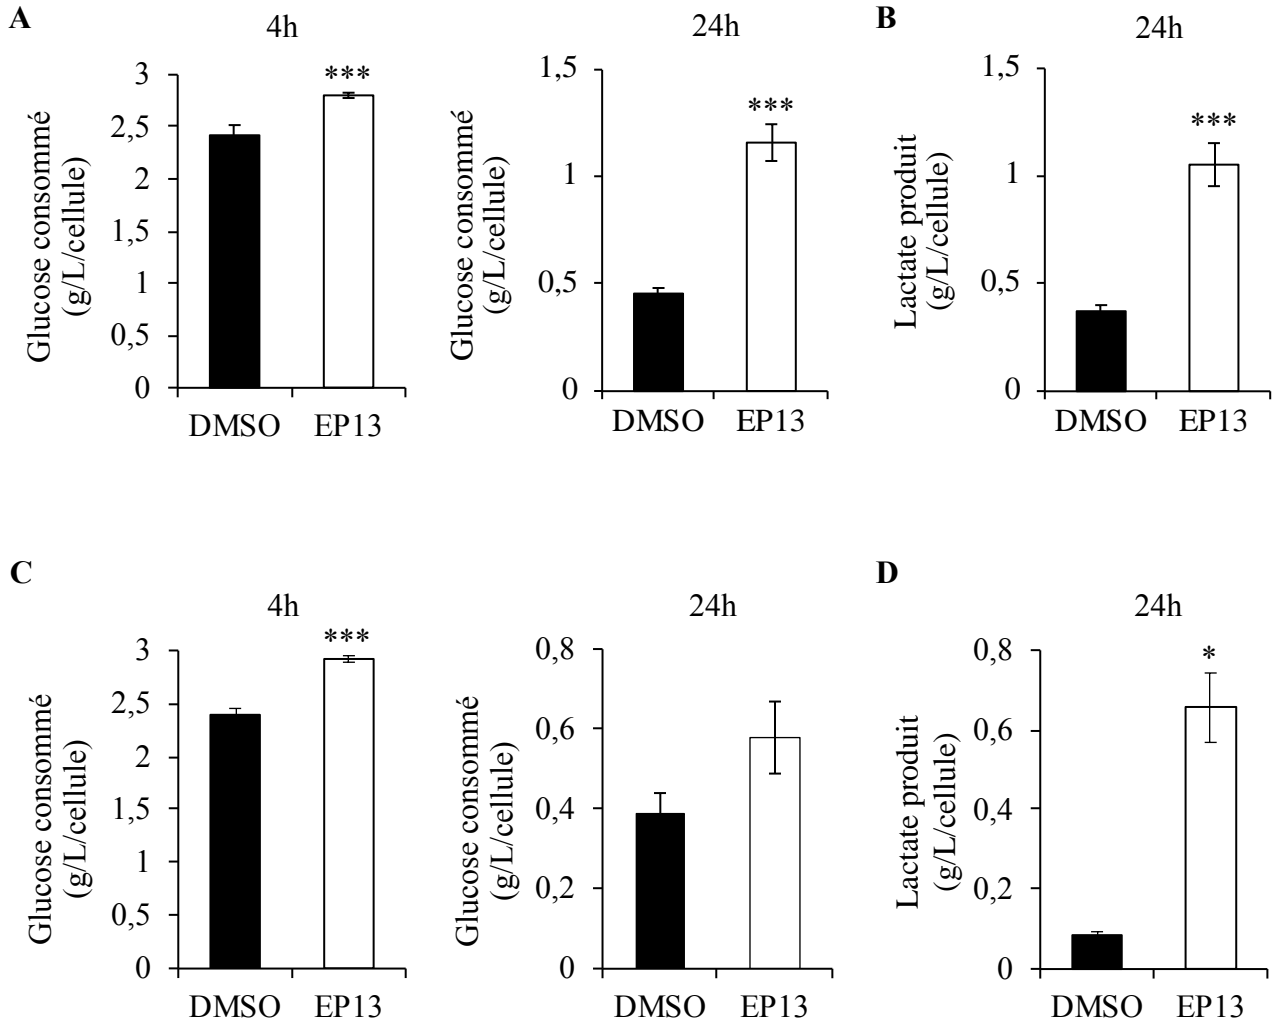 A
4h
Glucose consommé
(g/L/cellule)
3
2,5
2
1,5
1
0,5
0
***
DMSO EP13
24h
Glucose consommé
(g/L/cellule)
1,5
1
0,5
0
***
DMSO EP13
B
24h
Lactate produit
(g/L/cellule)
1,5
1
0,5
0
***
DMSO EP13
C
4h
Glucose consommé
(g/L/cellule)
3
2,5
2
1,5
1
0,5
0
***
DMSO EP13
24h
Glucose consommé
(g/L/cellule)
0,8
0,6
0,4
0,2
0
DMSO EP13
D
24h
Lactate produit
(g/L/cellule)
0,8
0,6
0,4
0,2
0
*
DMSO EP13